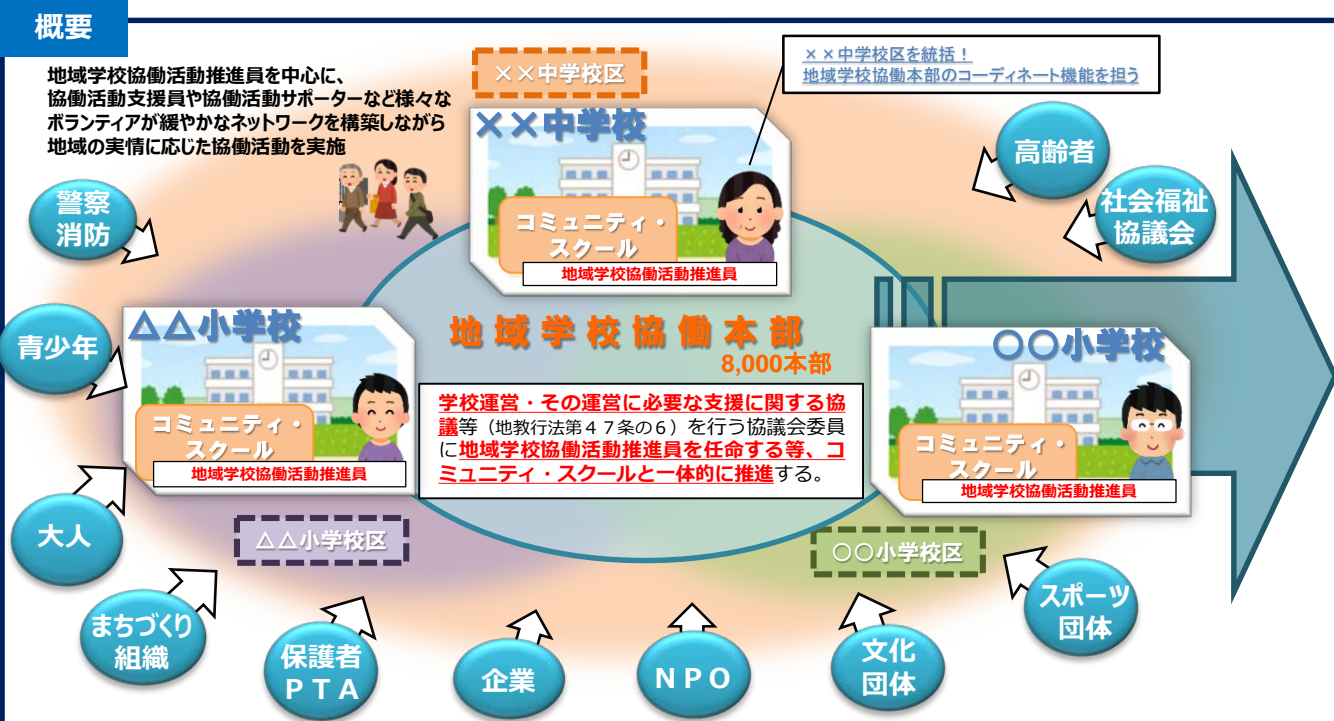 概要
地域学校協働活動推進員を中心に、
協働活動支援員や協働活動サポーターなど様々な
ボランティアが緩やかなネットワークを構築しながら
地域の実情に応じた協働活動を実施
××中学校区
××中学校区を統括！
地域学校協働本部のコーディネート機能を担う
××中学校
コミュニティ・
スクール
地域学校協働活動推進員
高齢者
社会福祉
協議会
警察
消防
青少年
△△小学校
コミュニティ・
スクール
地域学校協働活動推進員
地域学校協働本部
8,000本部
学校運営・その運営に必要な支援に関する協
議等（地教行法第４７条の６）を行う協議会委員
に地域学校協働活動推進員を任命する等、コ
ミュニティ・スクールと一体的に推進する。
○○小学校
コミュニティ・
スクール
地域学校協働活動推進員
大人
△△小学校区
○○小学校区
まちづくり
組織
保護者
ＰＴＡ
企業
ＮＰＯ
文化
団体
スポーツ
団体